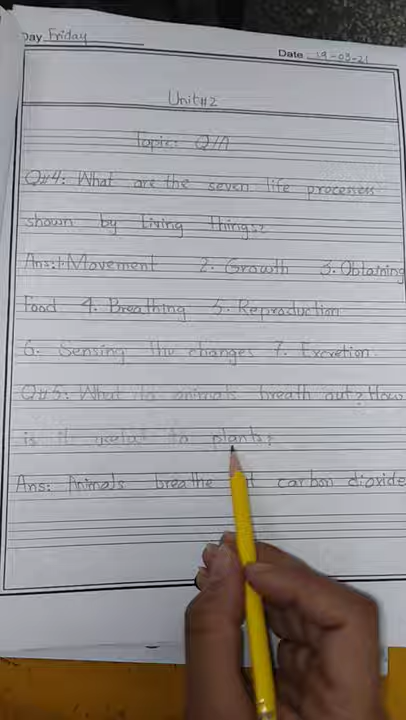 Day Friday
Date: 19-03-21
Unit#2
Topic: Q/A
Q#4: What are the seven life processes
shown by Living Things?
Ans: 1. Movement 2. Growth 3. Obtaining
Food 4. Breathing 5. Reproduction
6. Sensing the changes 7. Excretion.
Q#5: What do animals breath out? How
is it useful to plants?
Ans: Animals breathe carbon dioxide